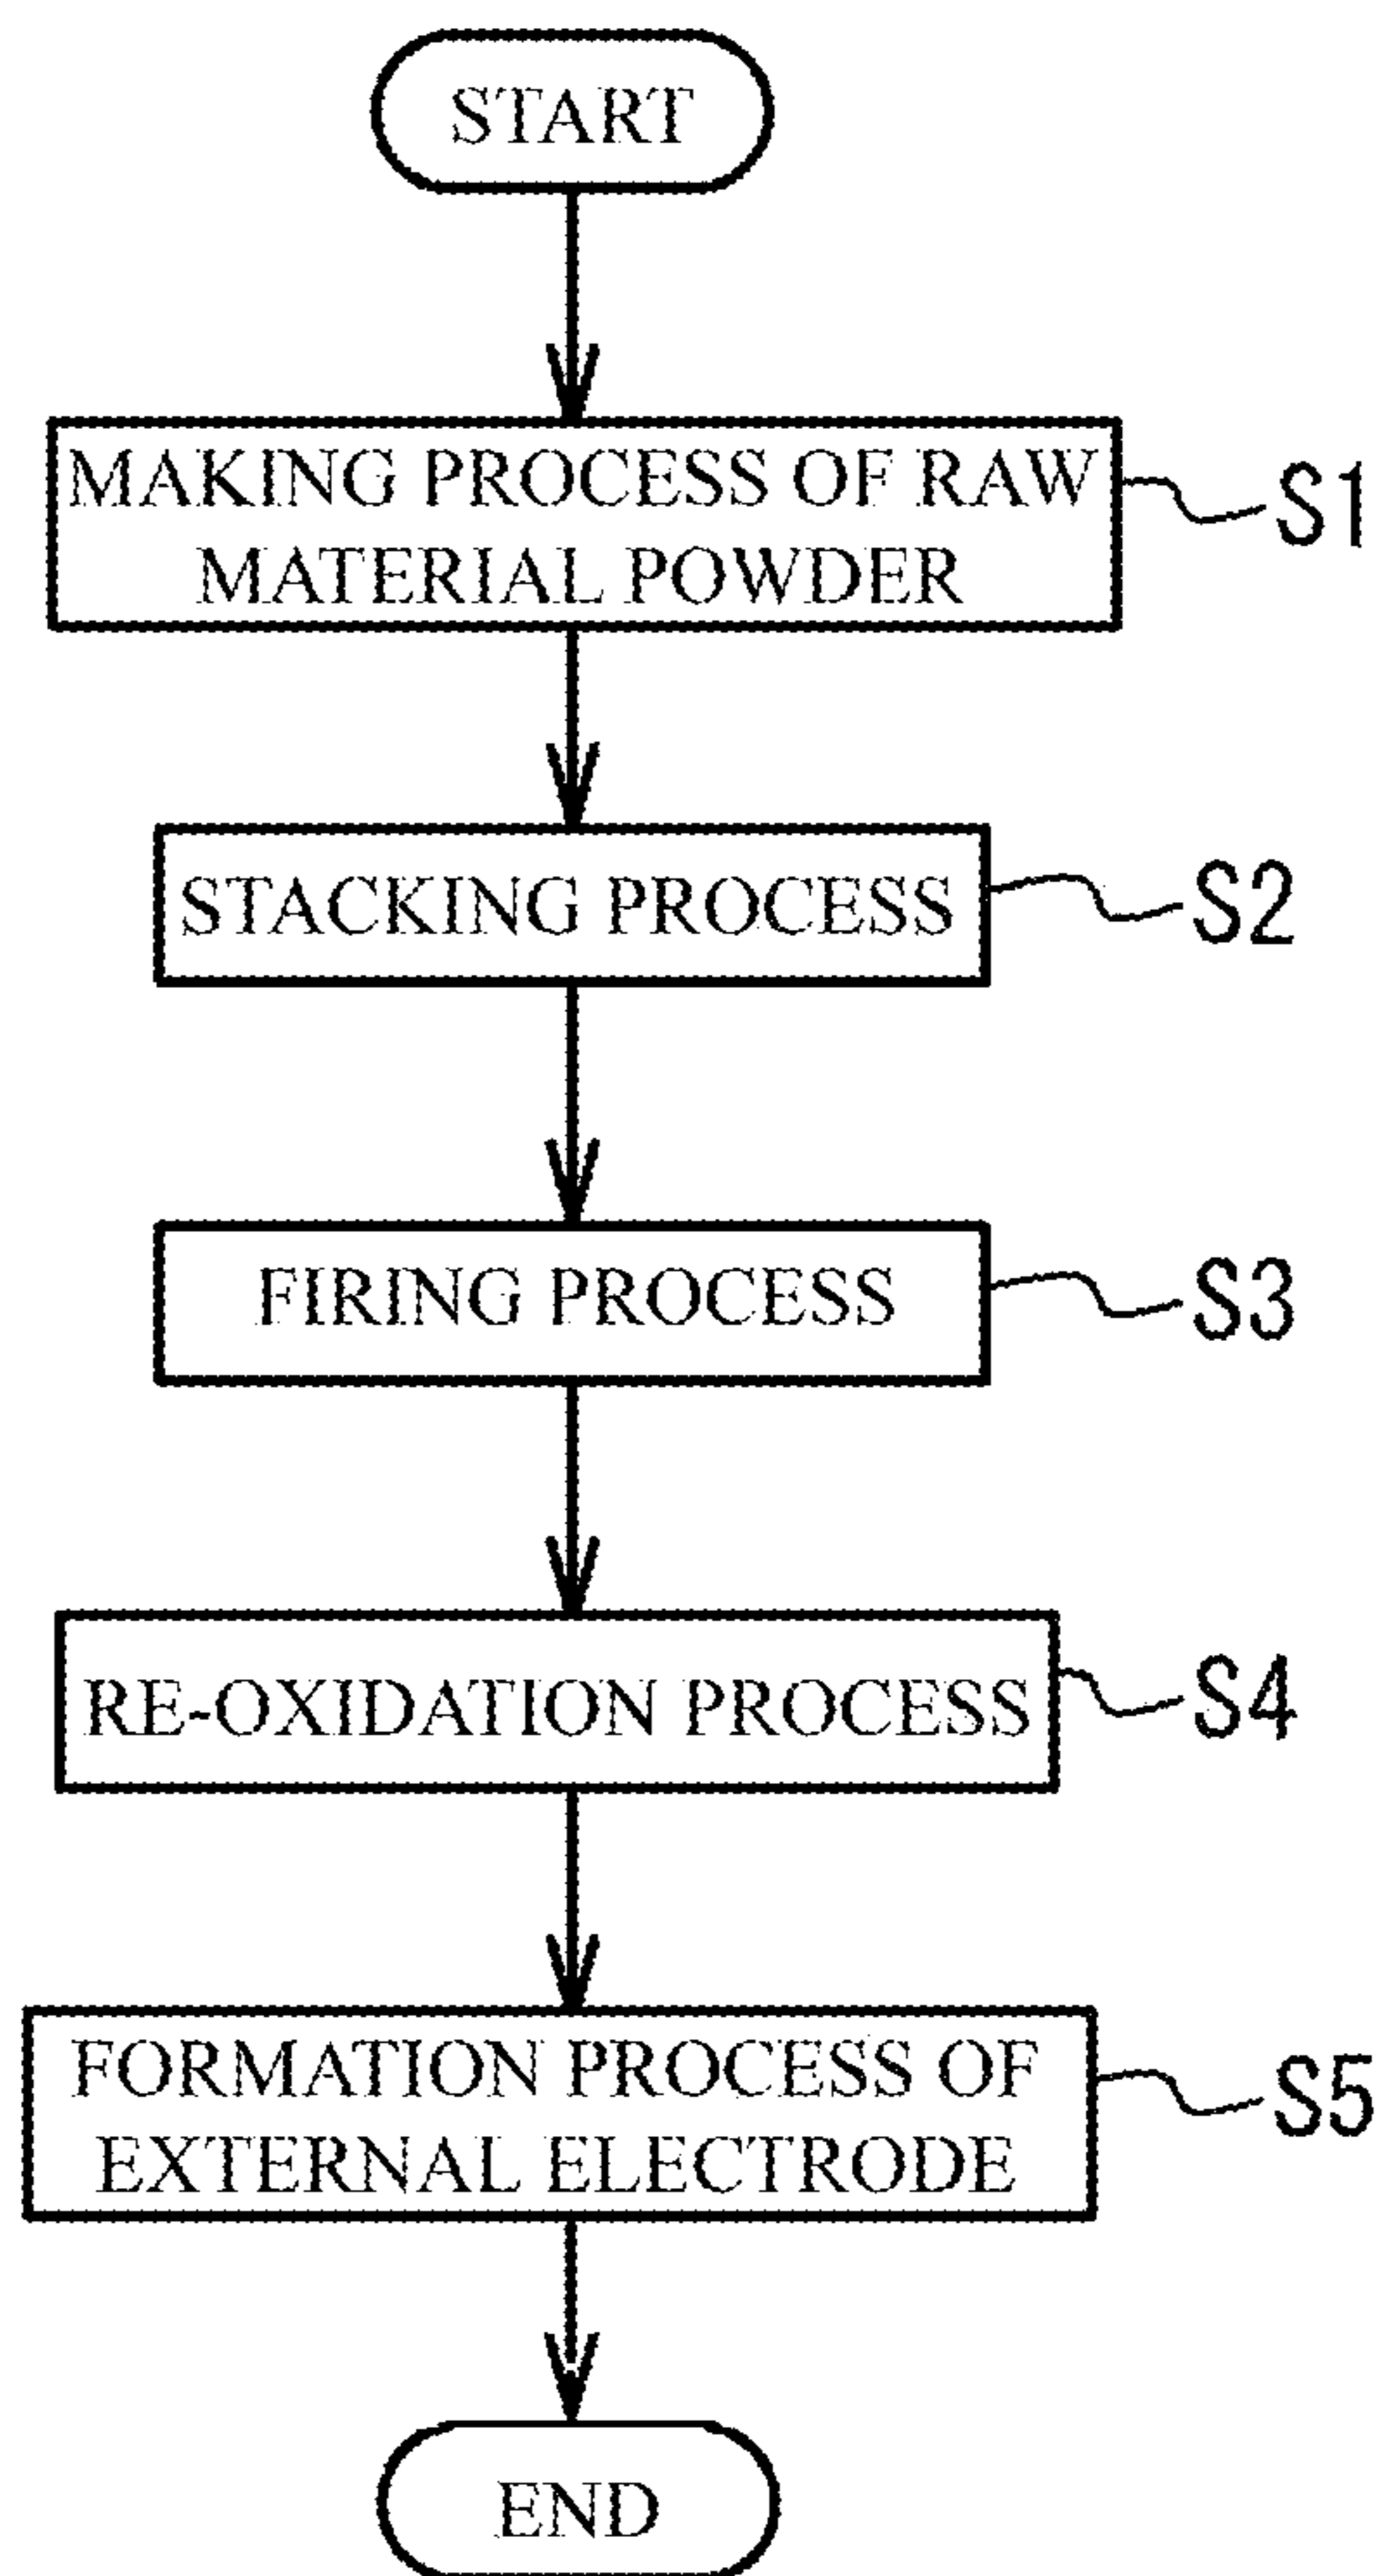 START
MAKING PROCESS OF RAW
MATERIAL POWDER
S1
STACKING PROCESS
S2
FIRING PROCESS
S3
RE-OXIDATION PROCESS
S4
FORMATION PROCESS OF
EXTERNAL ELECTRODE
S5
END